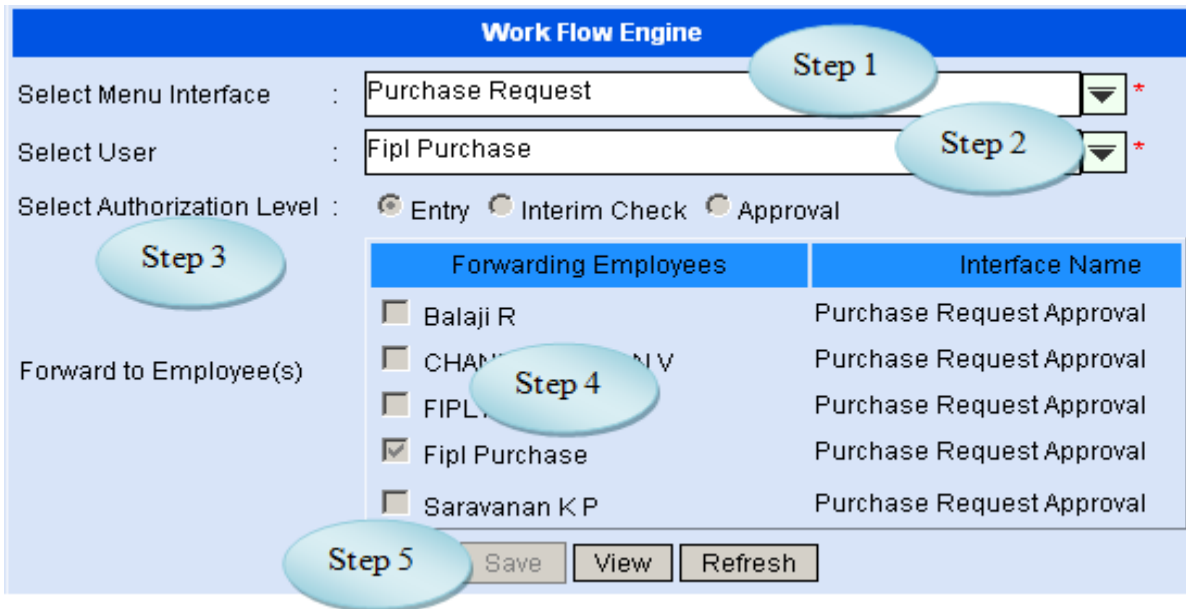 Work Flow Engine
Step 1
Select Menu Interface : Purchase Request *
Step 2
Select User : Fipl Purchase *
Select Authorization Level : Entry Interim Check Approval
Step 3
Forwarding Employees Interface Name
Balaji R Purchase Request Approval
V Purchase Request Approval
Forward to Employee(s)
Step 4
Purchase Request Approval
Fipl Purchase Purchase Request Approval
Saravanan K P Purchase Request Approval
Step 5
Save View Refresh